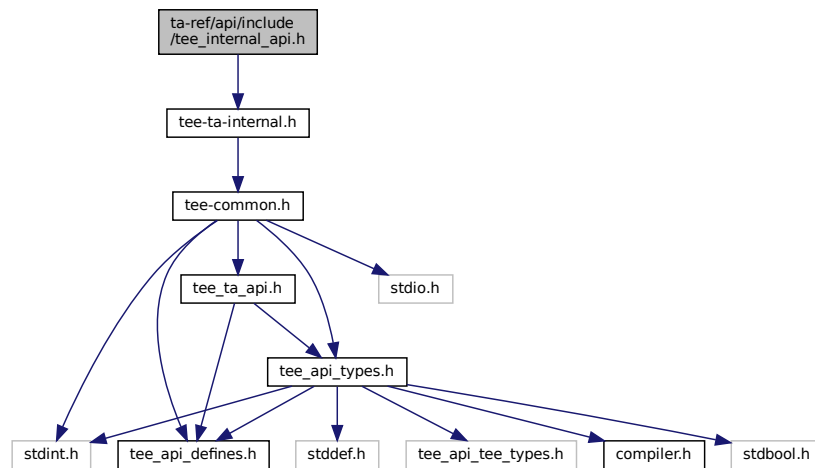 ta-ref/api/include
/tee_internal_api.h
tee-ta-internal.h
tee-common.h
tee_ta_api.h
stdio.h
tee_api_types.h
stdint.h
tee_api_defines.h
stddef.h
tee_api_tee_types.h
compiler.h
stdbool.h